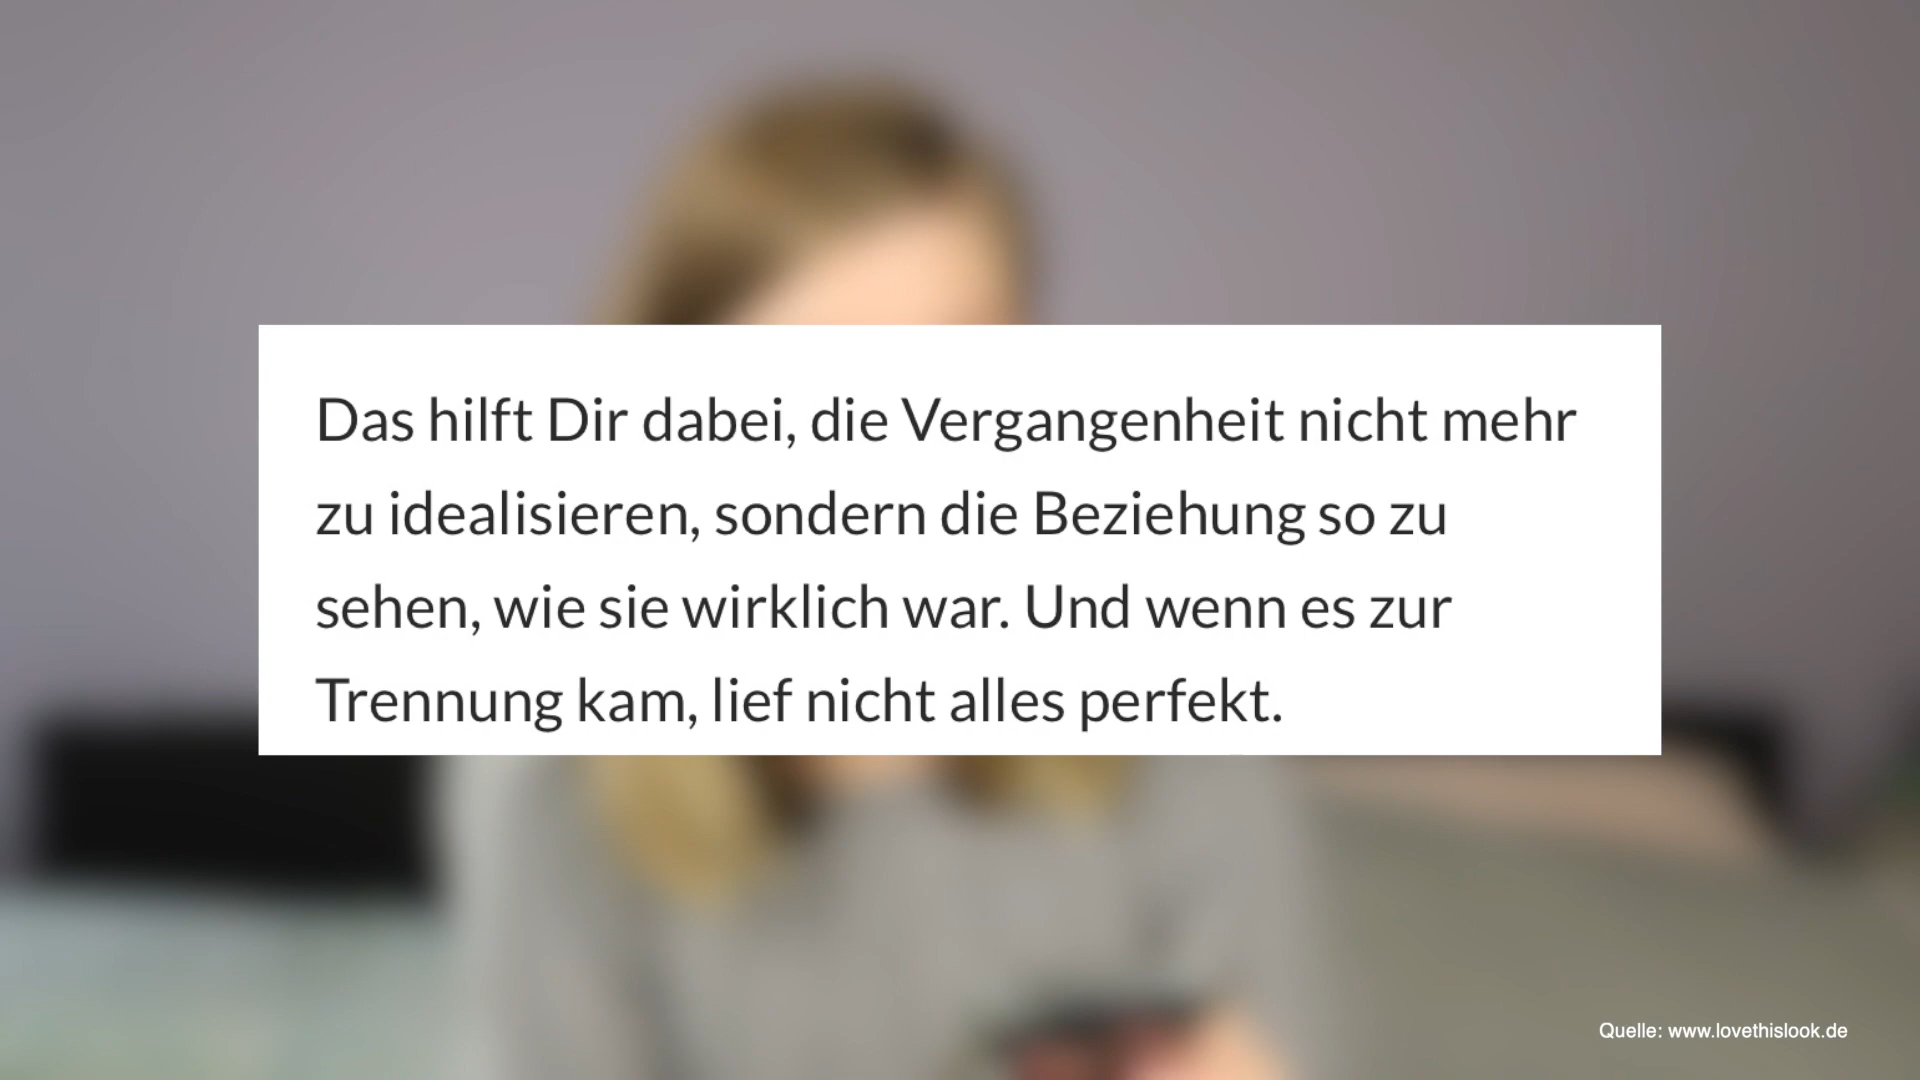 Das hilft Dir dabei, die Vergangenheit nicht mehr
zu idealisieren, sondern die Beziehung so zu
sehen, wie sie wirklich war. Und wenn es zur
Trennung kam, lief nicht alles perfekt.
Quelle: www.lovethislook.de